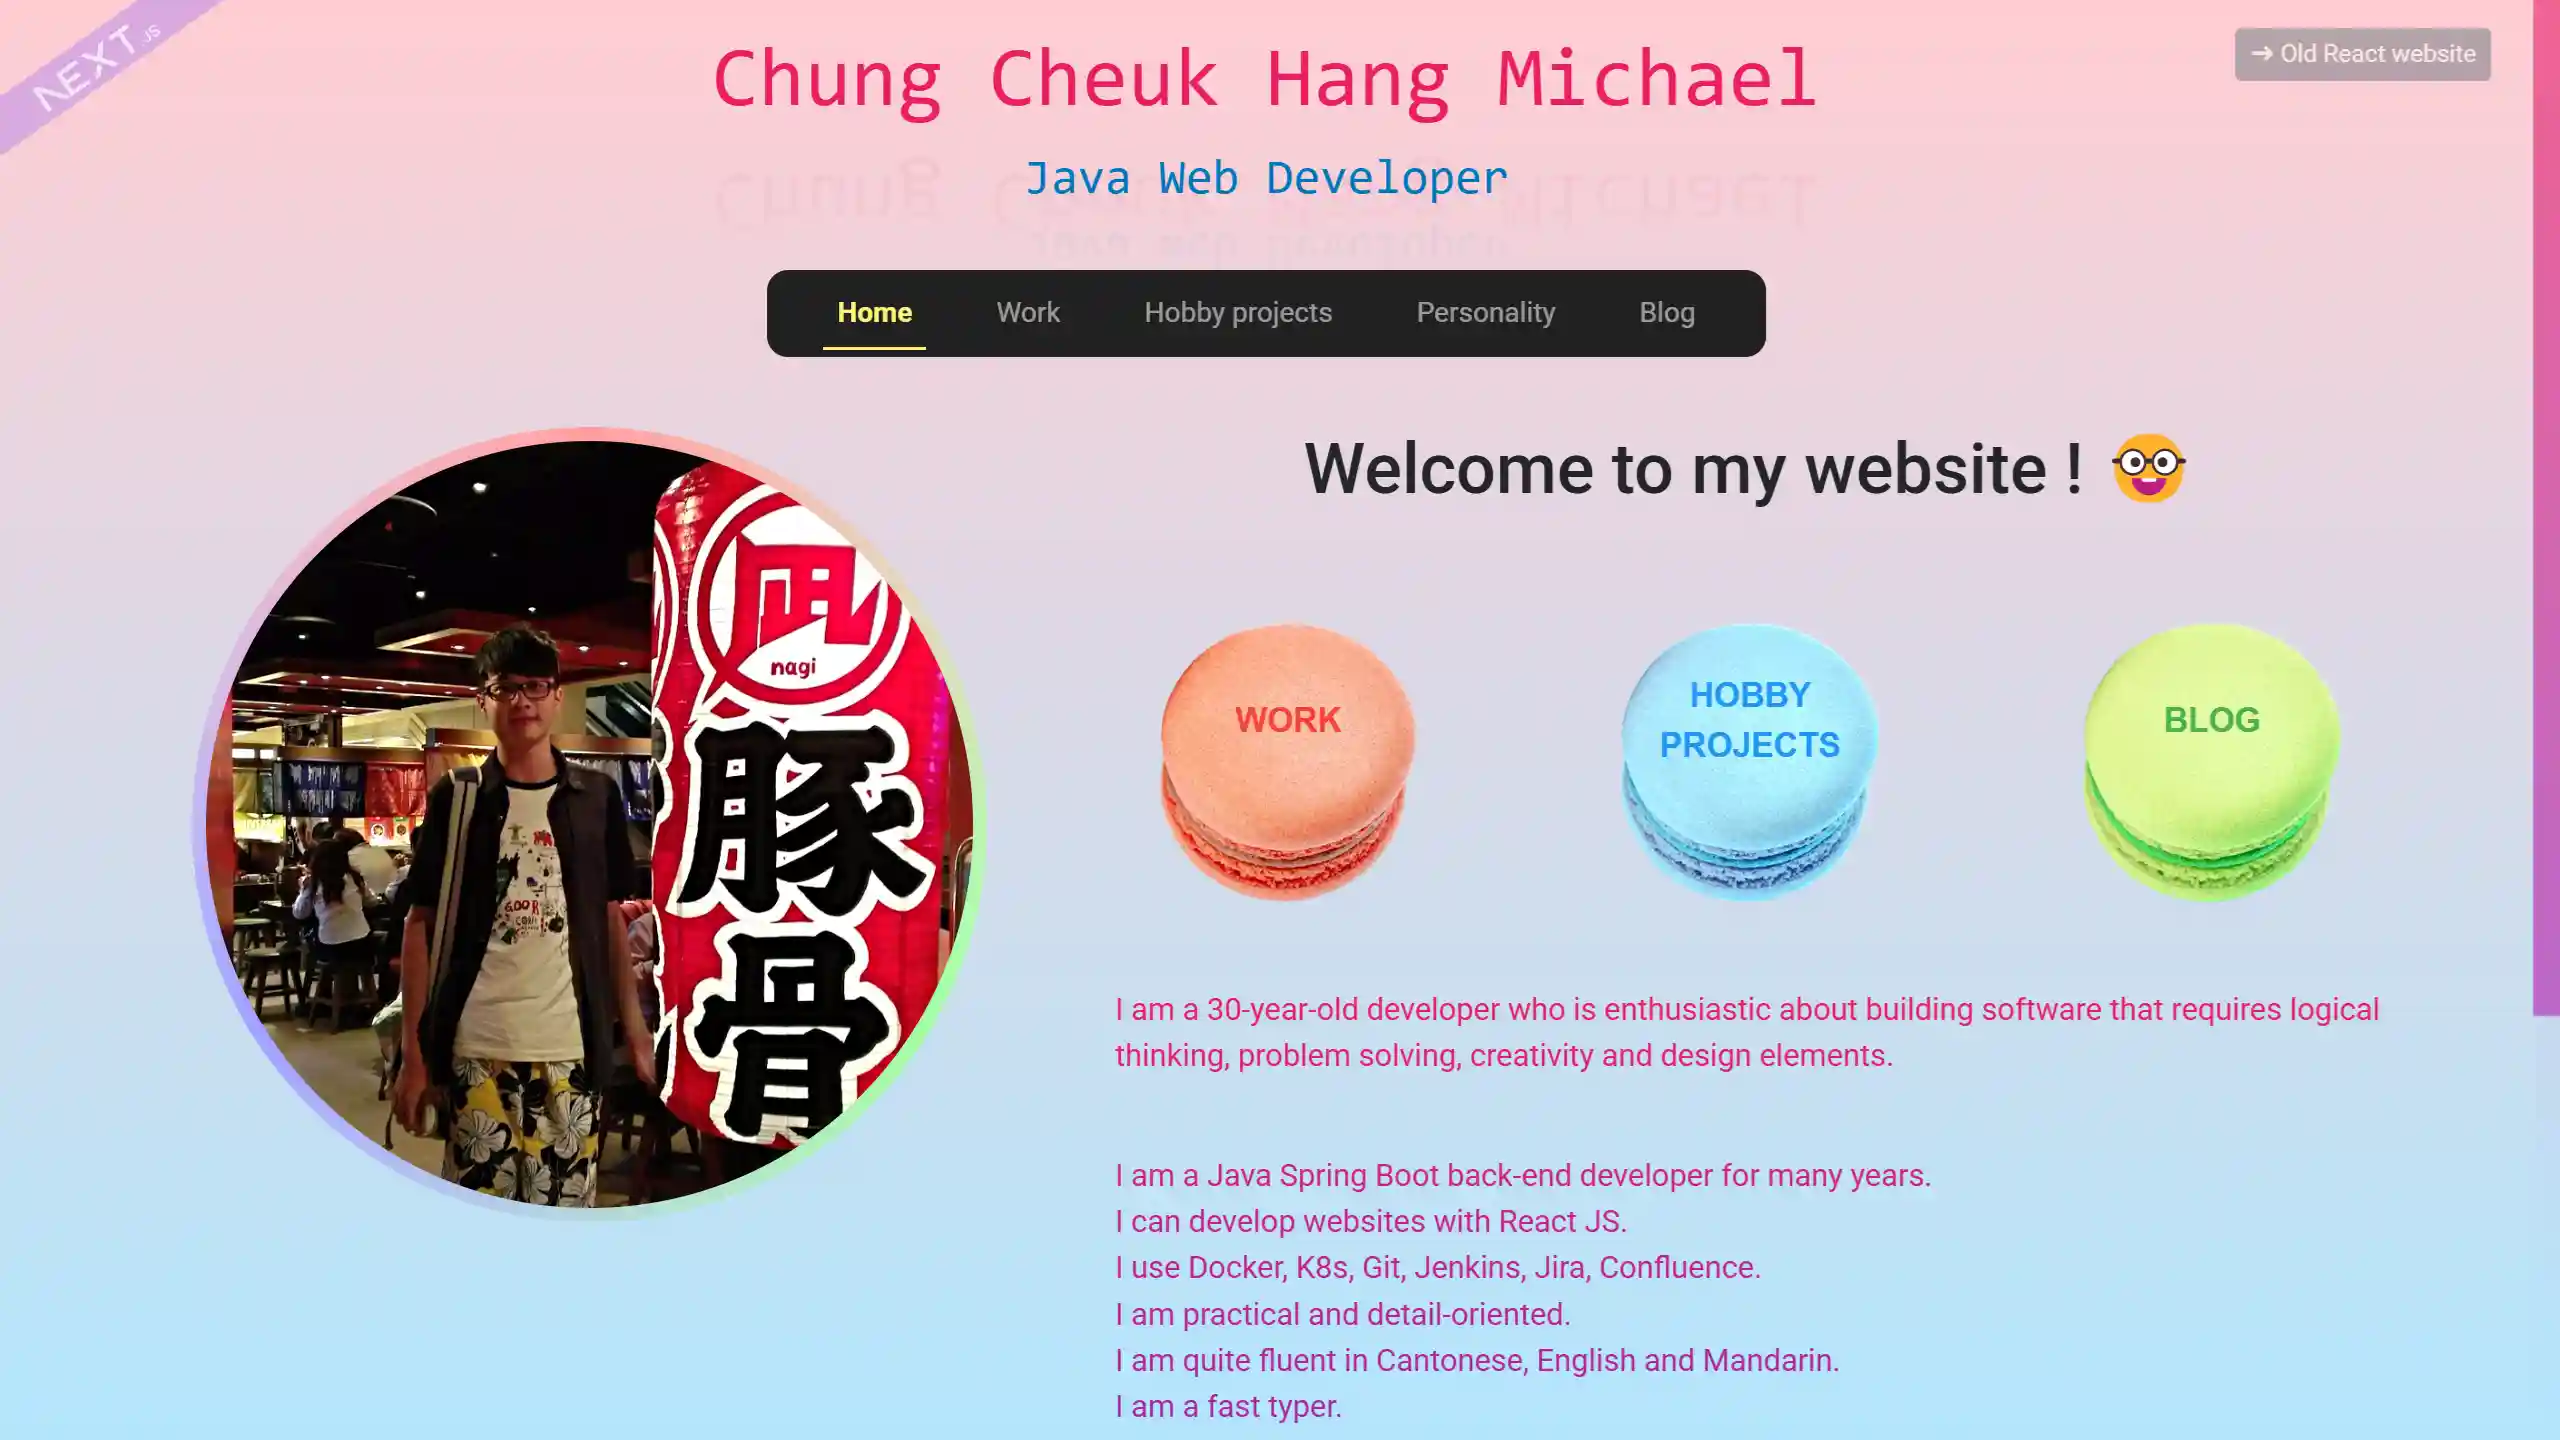 NEXT.JS
→ Old React website
Chung Cheuk Hang Michael
Java Web Developer
Home
Work
Hobby projects
Personality
Blog
Welcome to my website !
凪
nagi
豚
骨
WORK
HOBBY
PROJECTS
BLOG
I am a 30-year-old developer who is enthusiastic about building software that requires logical
thinking, problem solving, creativity and design elements.
I am a Java Spring Boot back-end developer for many years.
I can develop websites with React JS.
I use Docker, K8s, Git, Jenkins, Jira, Confluence.
I am practical and detail-oriented.
I am quite fluent in Cantonese, English and Mandarin.
I am a fast typer.